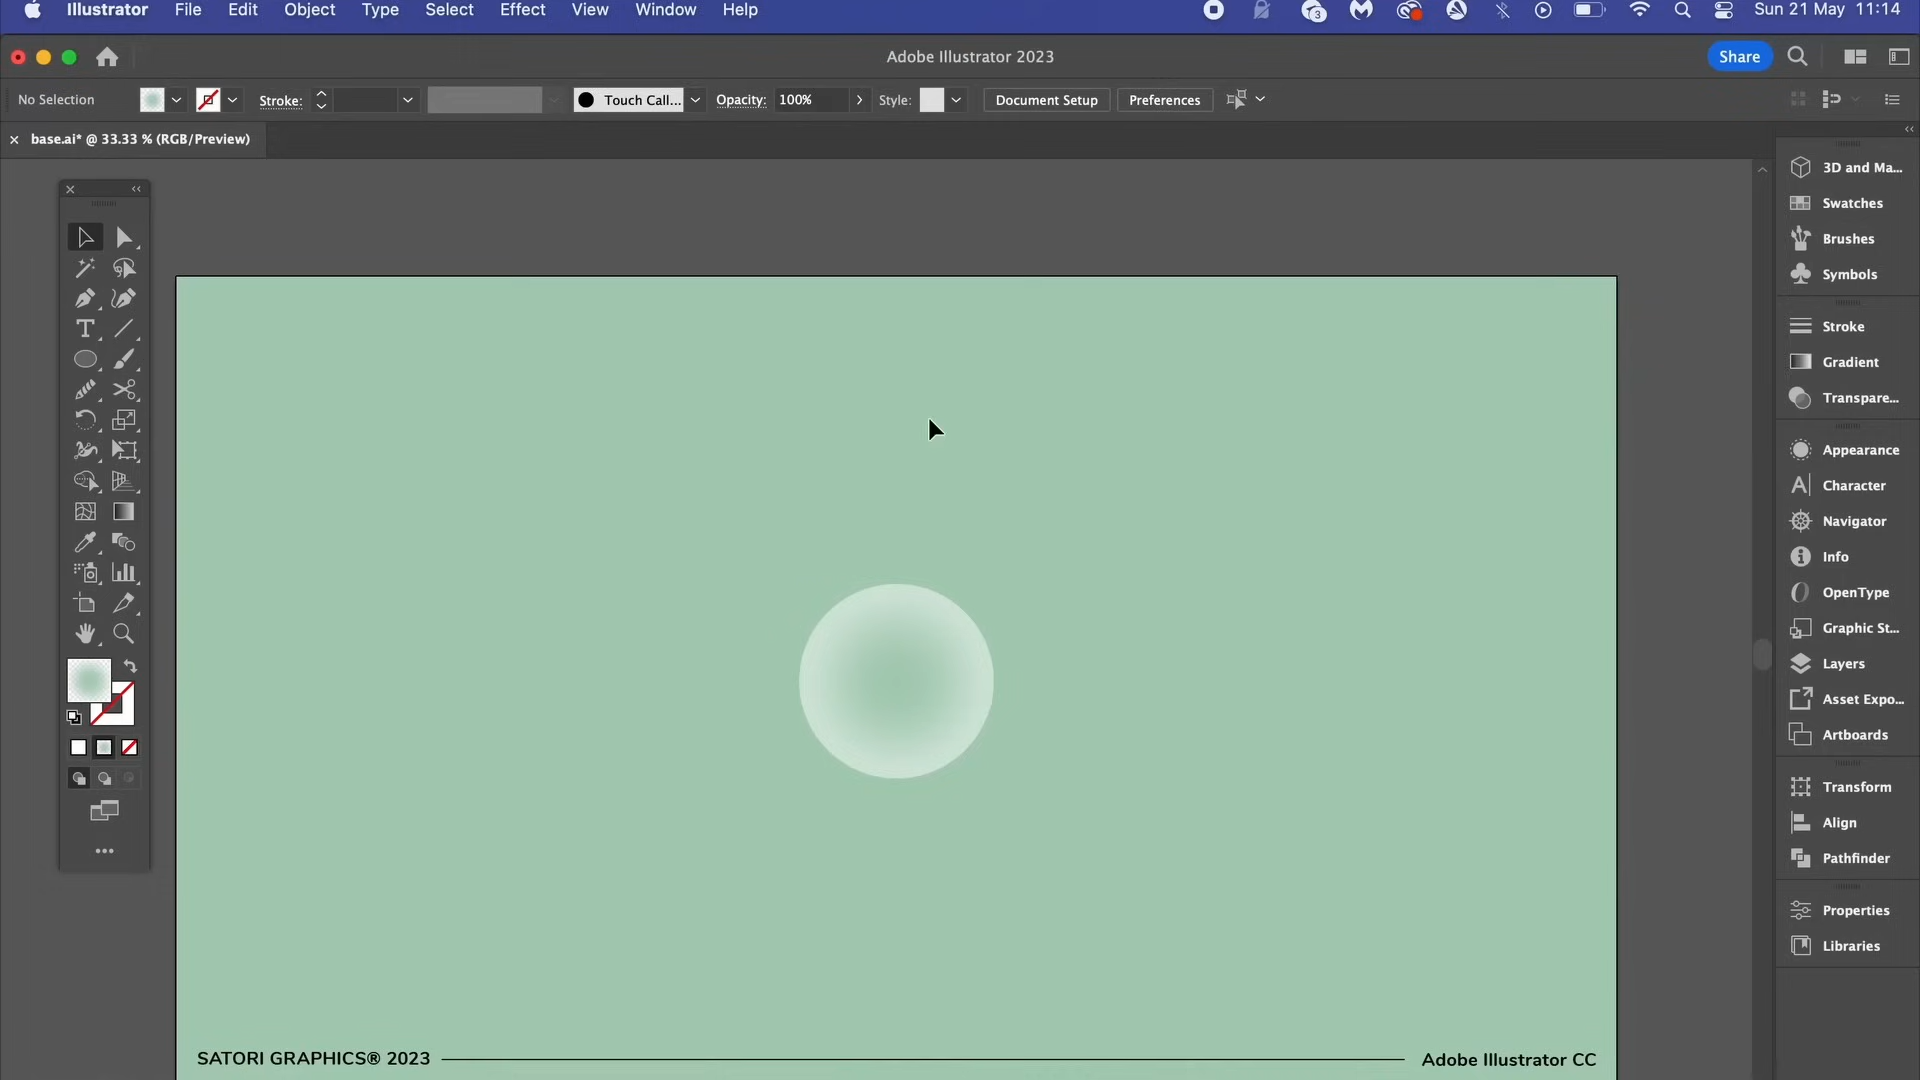 Illustrator File Edit Object Type Select Effect View Window Help 3 Sun 21 May 11:14
Adobe Illustrator 2023 Share
No Selection Stroke: Touch Call... Opacity: 100% Style: Document Setup Preferences
base.ai* @ 33.33 % (RGB/Preview)
3D and Ma...
Swatches
Brushes
Symbols
Stroke
Gradient
Transpare...
Appearance
Character
Navigator
Info
OpenType
Graphic St...
Layers
Asset Expo...
Artboards
Transform
Align
Pathfinder
Properties
Libraries
SATORI GRAPHICS® 2023 Adobe Illustrator CC